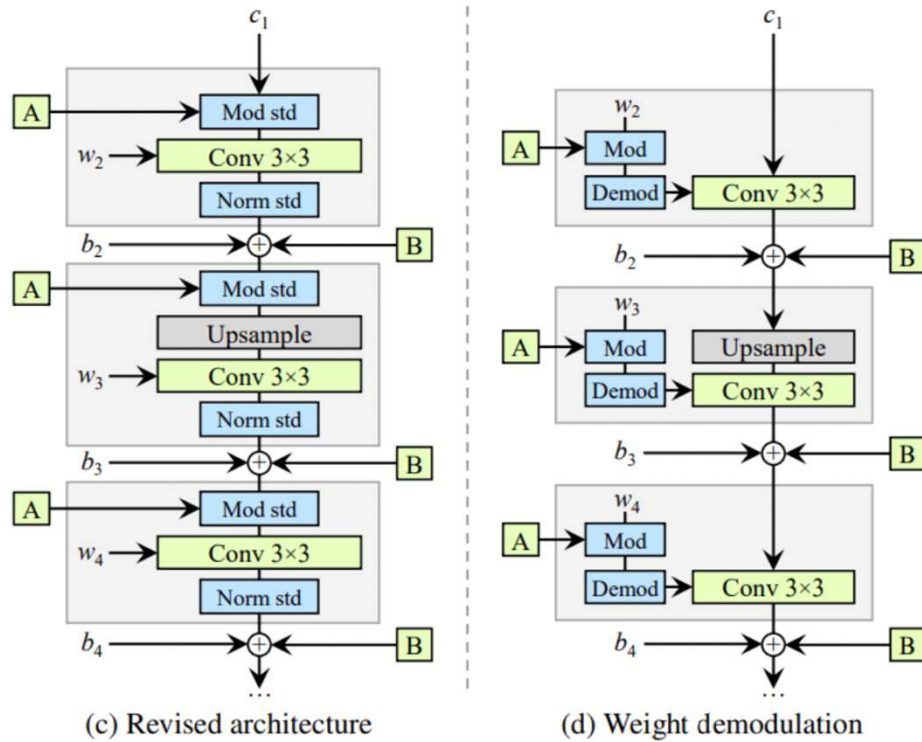 c₁
A
Mod std
w₂
Conv 3×3
Norm std
b₂
+
B
A
Mod std
Upsample
w₃
Conv 3×3
Norm std
b₃
+
B
A
Mod std
w₄
Conv 3×3
Norm std
b₄
+
B
...
(c) Revised architecture
c₁
w₂
A
Mod
Demod
Conv 3×3
b₂
+
B
w₃
A
Mod
Upsample
Demod
Conv 3×3
b₃
+
B
w₄
A
Mod
Demod
Conv 3×3
b₄
+
B
...
(d) Weight demodulation